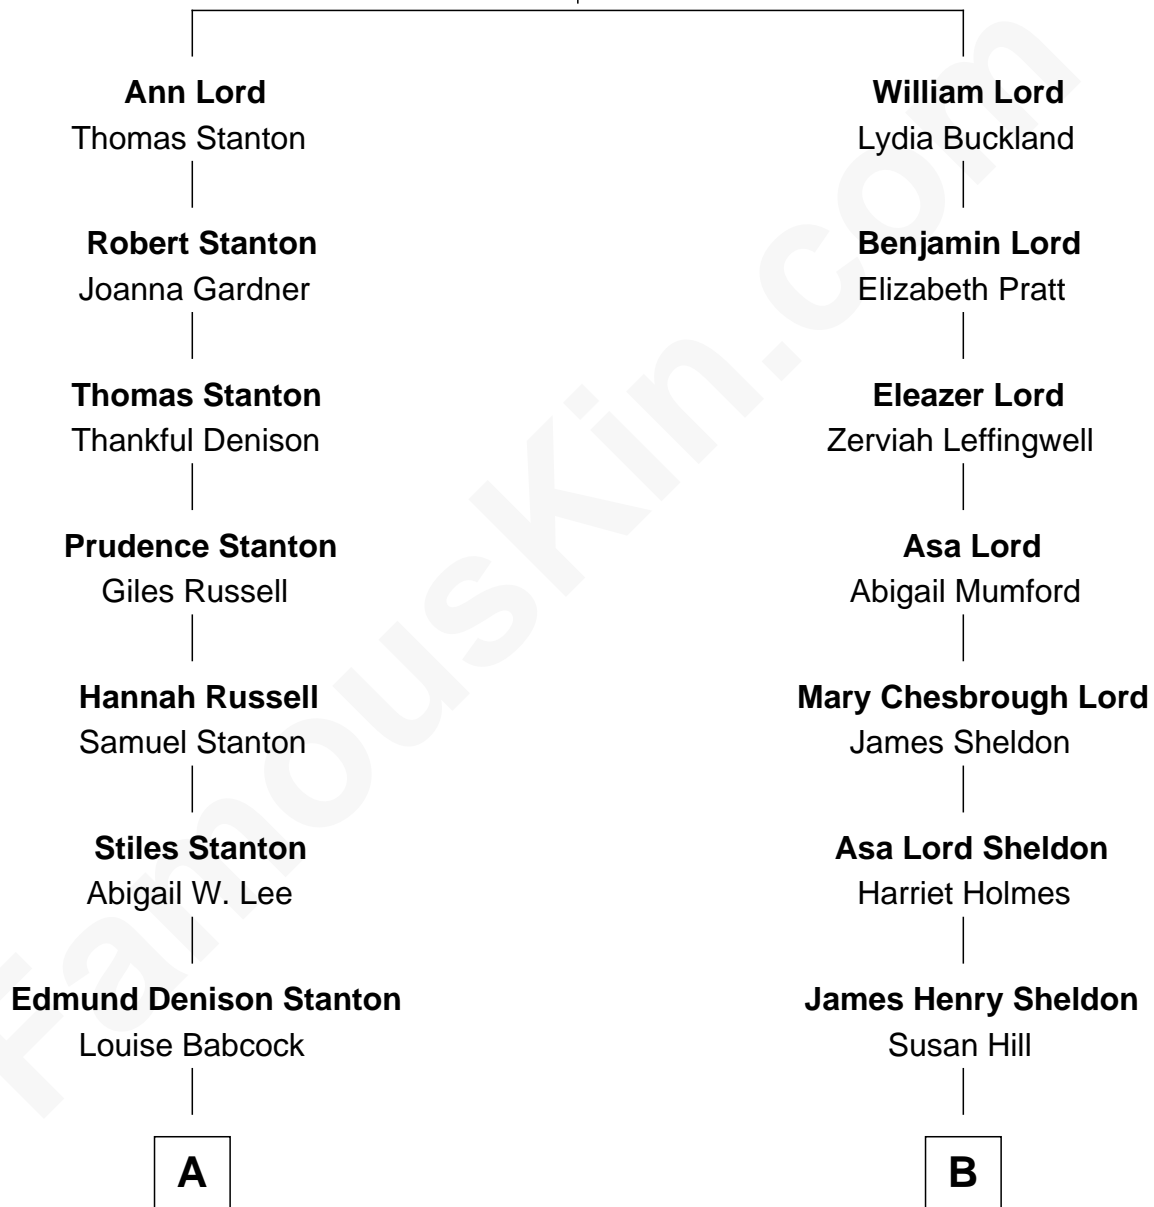 Ann Lord
Thomas Stanton
Robert Stanton
Joanna Gardner
Thomas Stanton
Thankful Denison
Prudence Stanton
Giles Russell
Hannah Russell
Samuel Stanton
Stiles Stanton
Abigail W. Lee
Edmund Denison Stanton
Louise Babcock
A
William Lord
Lydia Buckland
Benjamin Lord
Elizabeth Pratt
Eleazer Lord
Zerviah Leffingwell
Asa Lord
Abigail Mumford
Mary Chesbrough Lord
James Sheldon
Asa Lord Sheldon
Harriet Holmes
James Henry Sheldon
Susan Hill
B
FamousKin.com